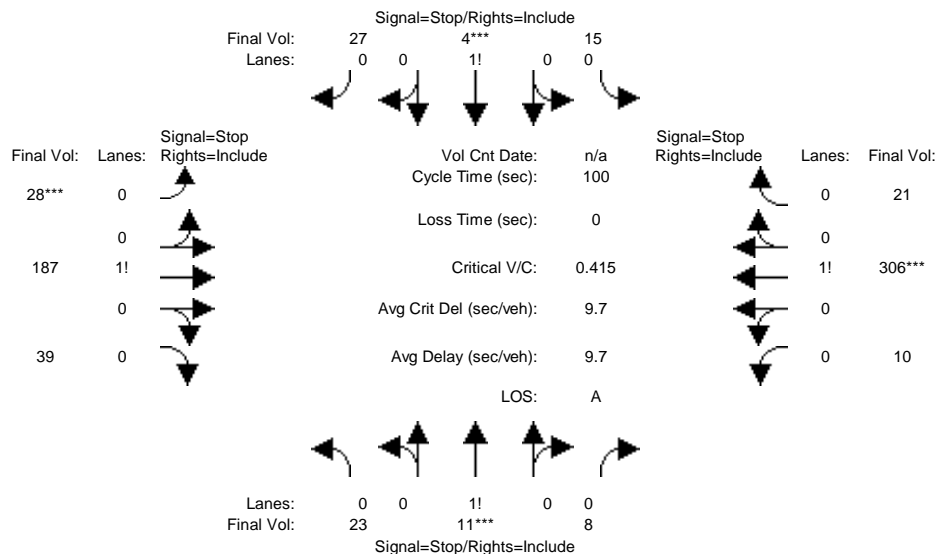 Signal=Stop/Rights=Include
Final Vol: 27 4*** 15
Lanes: 0 0 1! 0 0
Signal=Stop
Final Vol: Lanes: Rights=Include
Vol Cnt Date: n/a
Signal=Stop
Rights=Include Lanes: Final Vol:
Cycle Time (sec): 100
28*** 0
0 21
Loss Time (sec): 0
0
0
187 1!
Critical V/C: 0.415
1! 306***
0
Avg Crit Del (sec/veh): 9.7
0
39 0
Avg Delay (sec/veh): 9.7
0 10
LOS: A
Lanes: 0 0 1! 0 0
Final Vol: 23 11*** 8
Signal=Stop/Rights=Include